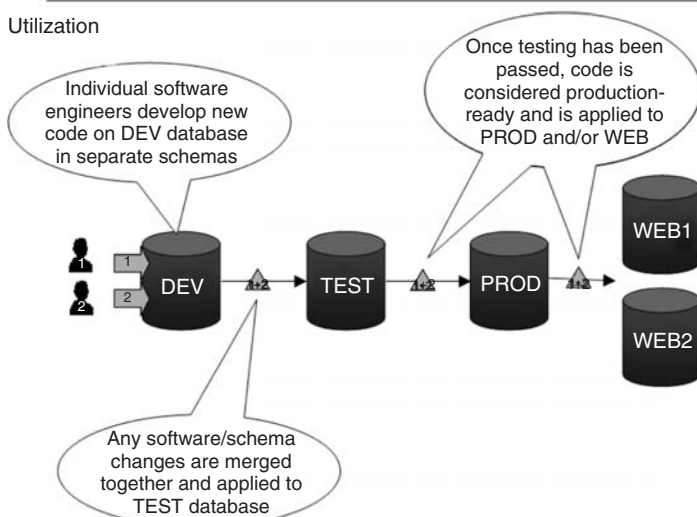 Utilization
Individual software
engineers develop new
code on DEV database
in separate schemas
Once testing has been
passed, code is
considered production-
ready and is applied to
PROD and/or WEB
1
1
2
2
DEV
1+2
TEST
1+2
PROD
1+2
WEB1
WEB2
Any software/schema
changes are merged
together and applied to
TEST database